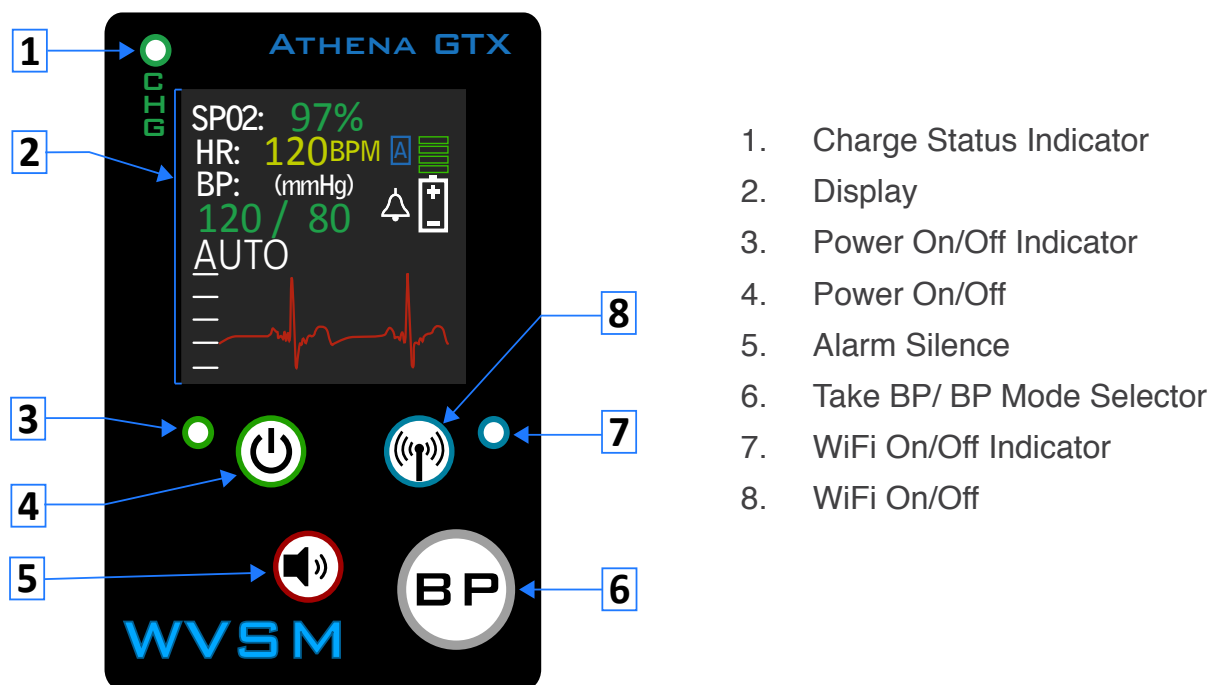 ATHENA GTX
CHG
SP02: 97%
HR: 120BPM A
BP: (mmHg)
120 / 80
AUTO
BP
WVSM
1
2
3
4
5
6
7
8
1. Charge Status Indicator
2. Display
3. Power On/Off Indicator
4. Power On/Off
5. Alarm Silence
6. Take BP/ BP Mode Selector
7. WiFi On/Off Indicator
8. WiFi On/Off